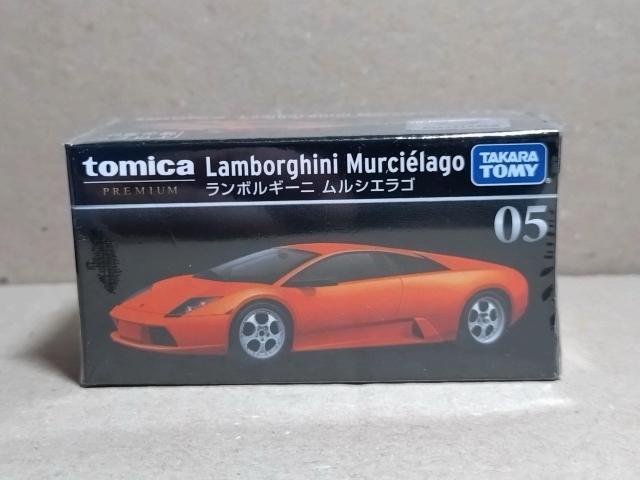 tomica
PREMIUM
Lamborghini Murciélago
ランボルギーニ ムルシエラゴ
TAKARA
TOMY
05